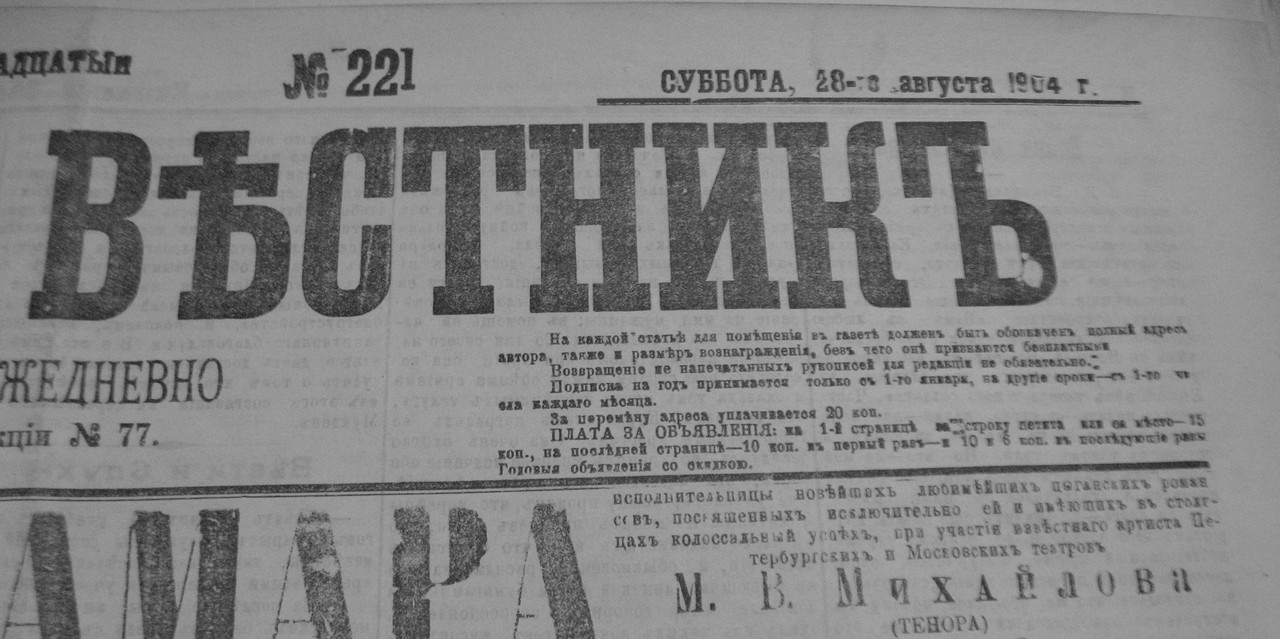 АДЦАТЫЙ
№ 221
СУББОТА, 28-го августа 1904 г.
ВѢСТНИКЪ
ЖЕДНЕВНО
кціи № 77.
На каждой статьѣ для помѣщенія въ газетѣ долженъ быть обозначенъ полный адресъ
автора, также и размѣръ вознагражденія, безъ чего онѣ признаются безплатными
Возвращеніе не напечатанныхъ рукописей для редакціи не обязательно.
Подписка на годъ принимается только съ 1-го января, на другіе сроки—съ 1-го чи
сла каждаго мѣсяца.
За перемѣну адреса уплачивается 20 коп.
ПЛАТА ЗА ОБЪЯВЛЕНІЯ: на 1-й страницѣ за строку петита или ея мѣсто—15
коп., на послѣдней страницѣ—10 коп. въ первый разъ—и 10 и 6 коп. въ послѣдующіе разы
Годовыя объявленія со скидкою.
АМАРА
исполнительницы новѣйшихъ любимѣйшихъ цыганскихъ роман
совъ, посвященныхъ исключительно ей и имѣющихъ въ столи-
цахъ колоссальный успѣхъ, при участіи извѣстнаго артиста Пе-
тербургскихъ и Московскихъ театровъ
М. В. Михайлова
(ТЕНОРА)